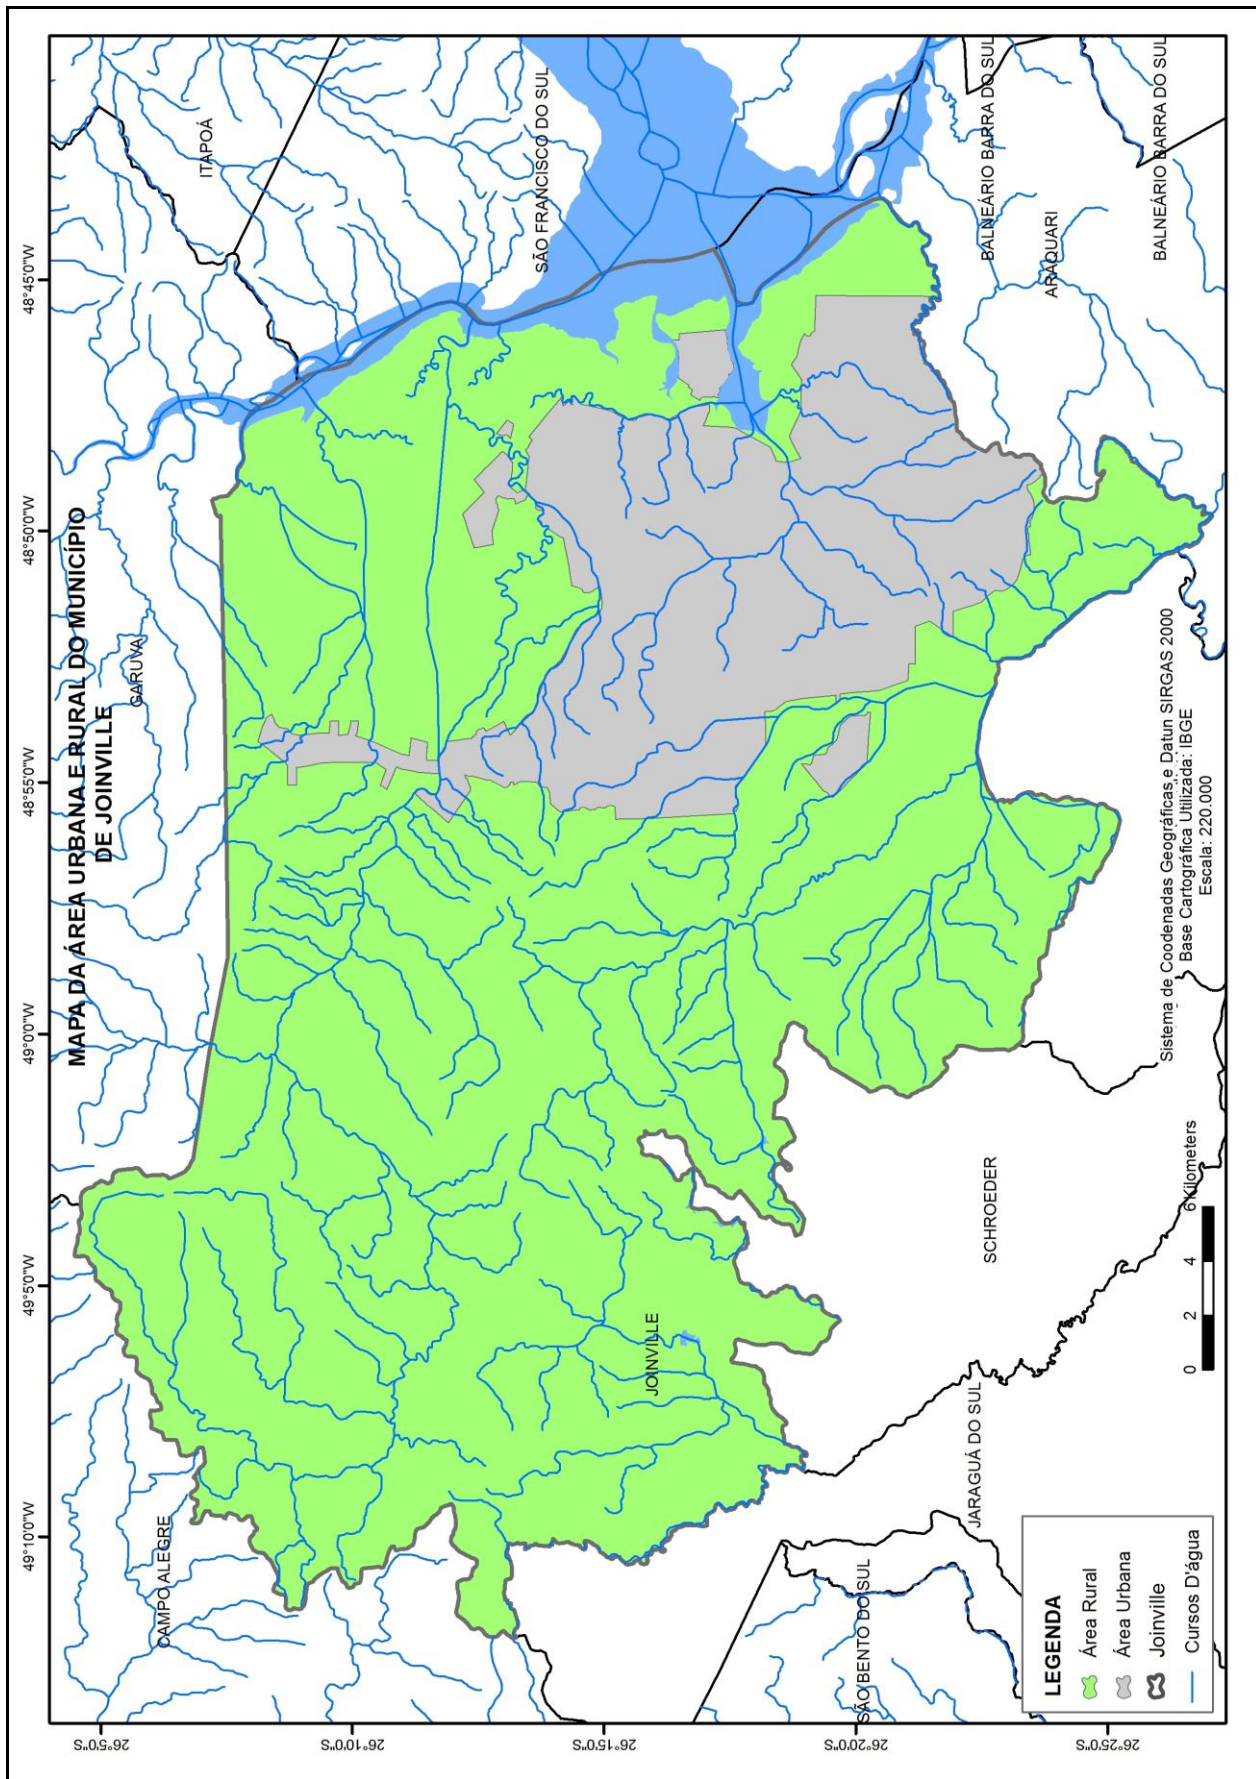 MAPA DA ÁREA URBANA E RURAL DO MUNICÍPIO
DE JOINVILLE
49°10'0"W
49°5'0"W
49°0'0"W
48°55'0"W
48°50'0"W
48°45'0"W
26°5'0"S
26°10'0"S
26°15'0"S
26°20'0"S
26°25'0"S
CAMPO ALEGRE
GARUVA
ITAPOÁ
SÃO FRANCISCO DO SUL
JOINVILLE
SÃO BENTO DO SUL
JARAGUÁ DO SUL
SCHROEDER
BALNEÁRIO BARRA DO SUL
ARAQUARI
BALNEÁRIO BARRA DO SUL
LEGENDA
Área Rural
Área Urbana
Joinville
Cursos D'água
0 2 4 6 Kilometers
Sistema de Coodenadas Geográficas e Datun SIRGAS 2000
Base Cartográfica Utilizada: IBGE
Escala: 220.000